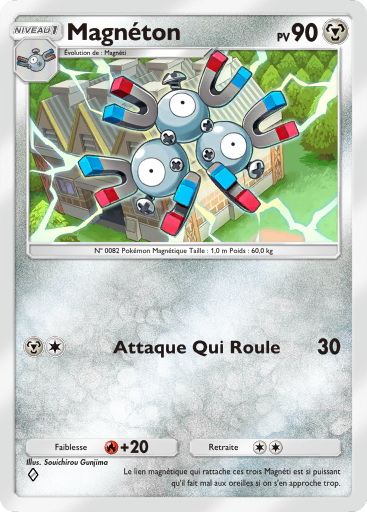 NIVEAU 1
Magnéton
PV 90
Évolution de : Magnéti
N° 0082 Pokémon Magnétique Taille : 1,0 m Poids : 60,0 kg
Attaque Qui Roule 30
Faiblesse +20
Retraite
Illus. Souichirou Gunjima
Le lien magnétique qui rattache ces trois Magnéti est si puissant
qu'il fait mal aux oreilles si on s'en approche trop.